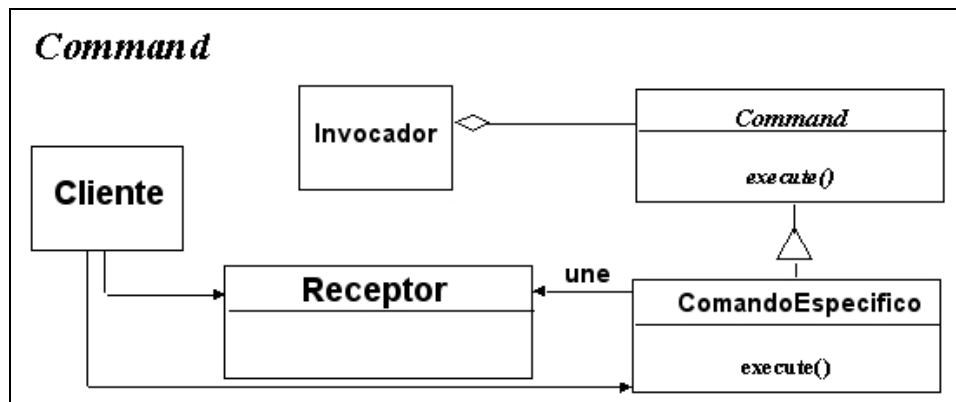 Command
Invocador
Command
execute()
Cliente
Receptor
une
ComandoEspecifico
execute()